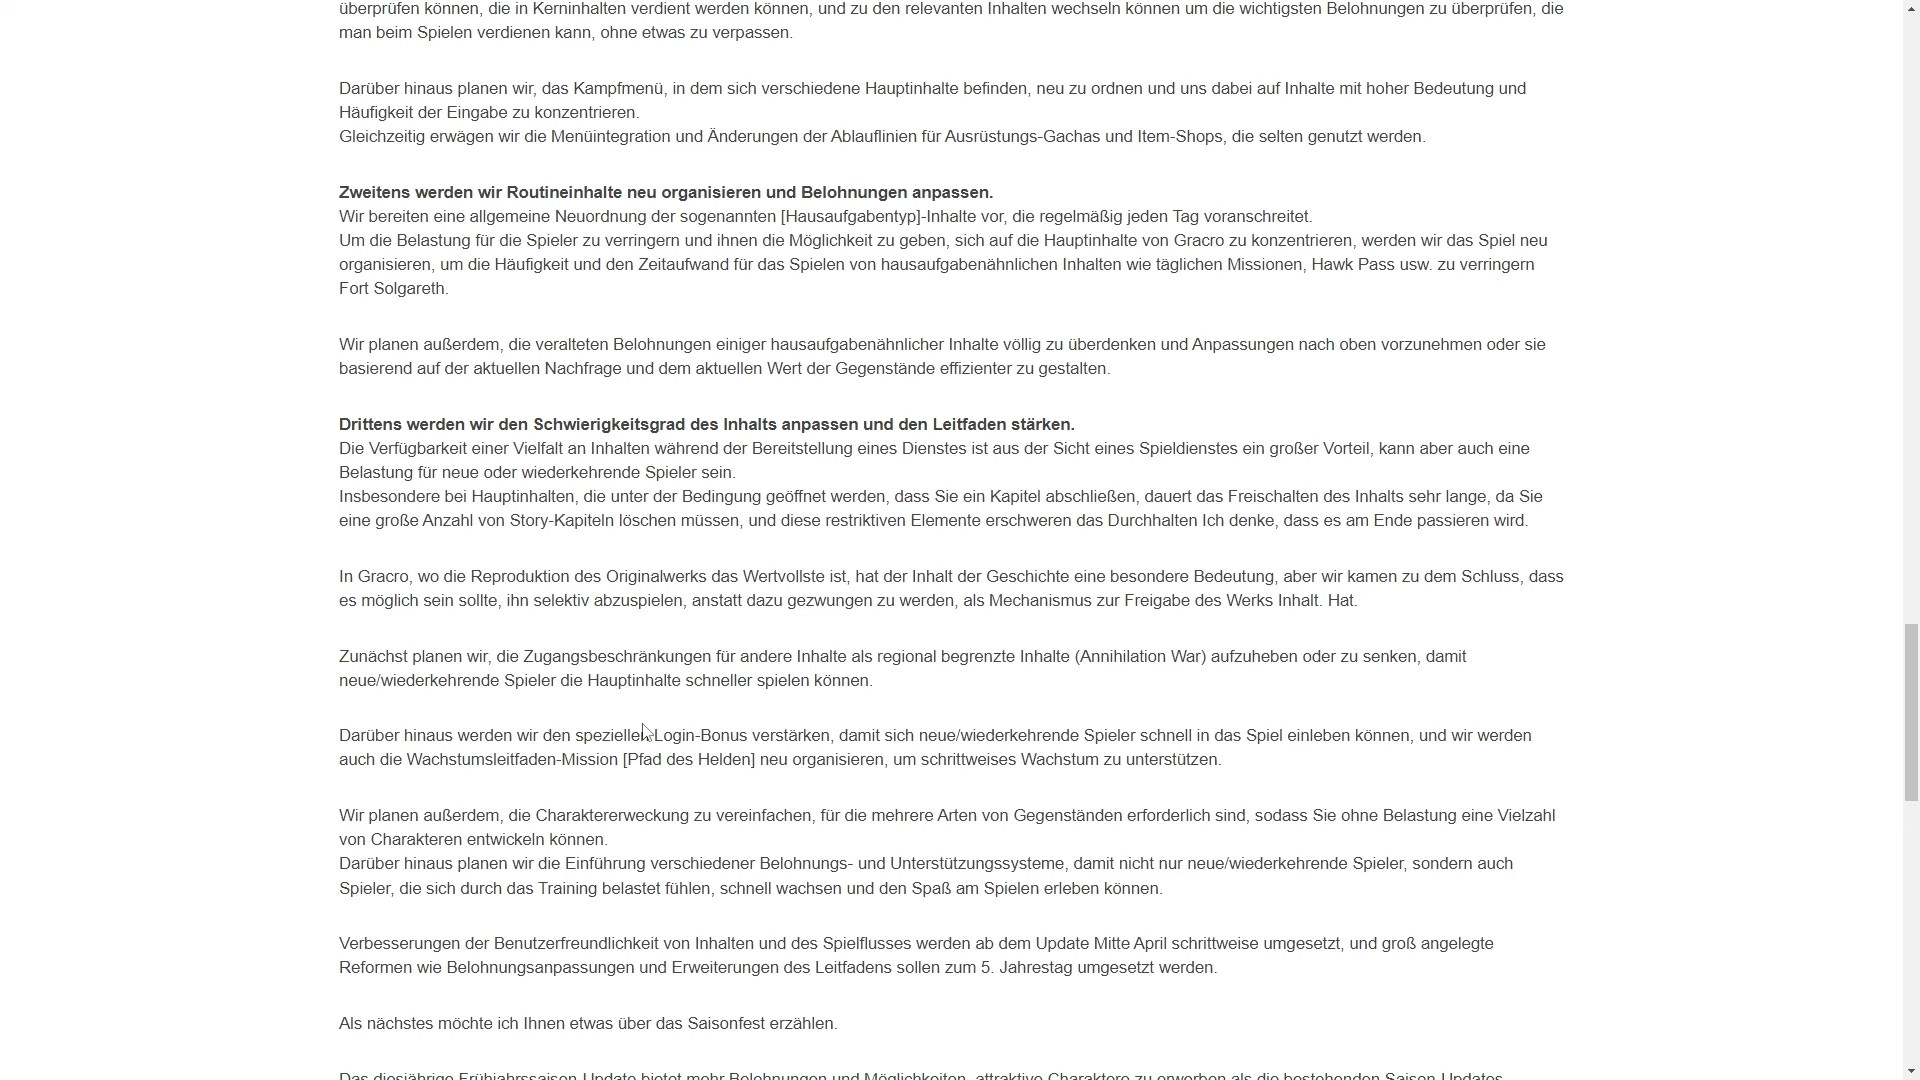 überprüfen können, die in Kerninhalten verdient werden können, und zu den relevanten Inhalten wechseln können um die wichtigsten Belohnungen zu überprüfen, die
man beim Spielen verdienen kann, ohne etwas zu verpassen.
Darüber hinaus planen wir, das Kampfmenü, in dem sich verschiedene Hauptinhalte befinden, neu zu ordnen und uns dabei auf Inhalte mit hoher Bedeutung und
Häufigkeit der Eingabe zu konzentrieren.
Gleichzeitig erwägen wir die Menüintegration und Änderungen der Ablauflinien für Ausrüstungs-Gachas und Item-Shops, die selten genutzt werden.
Zweitens werden wir Routineinhalte neu organisieren und Belohnungen anpassen.
Wir bereiten eine allgemeine Neuordnung der sogenannten [Hausaufgabentyp]-Inhalte vor, die regelmäßig jeden Tag voranschreitet.
Um die Belastung für die Spieler zu verringern und ihnen die Möglichkeit zu geben, sich auf die Hauptinhalte von Gracro zu konzentrieren, werden wir das Spiel neu
organisieren, um die Häufigkeit und den Zeitaufwand für das Spielen von hausaufgabenähnlichen Inhalten wie täglichen Missionen, Hawk Pass usw. zu verringern
Fort Solgareth.
Wir planen außerdem, die veralteten Belohnungen einiger hausaufgabenähnlicher Inhalte völlig zu überdenken und Anpassungen nach oben vorzunehmen oder sie
basierend auf der aktuellen Nachfrage und dem aktuellen Wert der Gegenstände effizienter zu gestalten.
Drittens werden wir den Schwierigkeitsgrad des Inhalts anpassen und den Leitfaden stärken.
Die Verfügbarkeit einer Vielfalt an Inhalten während der Bereitstellung eines Dienstes ist aus der Sicht eines Spieldienstes ein großer Vorteil, kann aber auch eine
Belastung für neue oder wiederkehrende Spieler sein.
Insbesondere bei Hauptinhalten, die unter der Bedingung geöffnet werden, dass Sie ein Kapitel abschließen, dauert das Freischalten des Inhalts sehr lange, da Sie
eine große Anzahl von Story-Kapiteln löschen müssen, und diese restriktiven Elemente erschweren das Durchhalten Ich denke, dass es am Ende passieren wird.
In Gracro, wo die Reproduktion des Originalwerks das Wertvollste ist, hat der Inhalt der Geschichte eine besondere Bedeutung, aber wir kamen zu dem Schluss, dass
es möglich sein sollte, ihn selektiv abzuspielen, anstatt dazu gezwungen zu werden, als Mechanismus zur Freigabe des Werks Inhalt. Hat.
Zunächst planen wir, die Zugangsbeschränkungen für andere Inhalte als regional begrenzte Inhalte (Annihilation War) aufzuheben oder zu senken, damit
neue/wiederkehrende Spieler die Hauptinhalte schneller spielen können.
Darüber hinaus werden wir den speziellen Login-Bonus verstärken, damit sich neue/wiederkehrende Spieler schnell in das Spiel einleben können, und wir werden
auch die Wachstumsleitfaden-Mission [Pfad des Helden] neu organisieren, um schrittweises Wachstum zu unterstützen.
Wir planen außerdem, die Charaktererweckung zu vereinfachen, für die mehrere Arten von Gegenständen erforderlich sind, sodass Sie ohne Belastung eine Vielzahl
von Charakteren entwickeln können.
Darüber hinaus planen wir die Einführung verschiedener Belohnungs- und Unterstützungssysteme, damit nicht nur neue/wiederkehrende Spieler, sondern auch
Spieler, die sich durch das Training belastet fühlen, schnell wachsen und den Spaß am Spielen erleben können.
Verbesserungen der Benutzerfreundlichkeit von Inhalten und des Spielflusses werden ab dem Update Mitte April schrittweise umgesetzt, und groß angelegte
Reformen wie Belohnungsanpassungen und Erweiterungen des Leitfadens sollen zum 5. Jahrestag umgesetzt werden.
Als nächstes möchte ich Ihnen etwas über das Saisonfest erzählen.
Das diesjährige Frühjahrssaison-Update bietet mehr Belohnungen und Möglichkeiten, attraktive Charaktere zu erwerben als die bestehenden Saison-Updates.